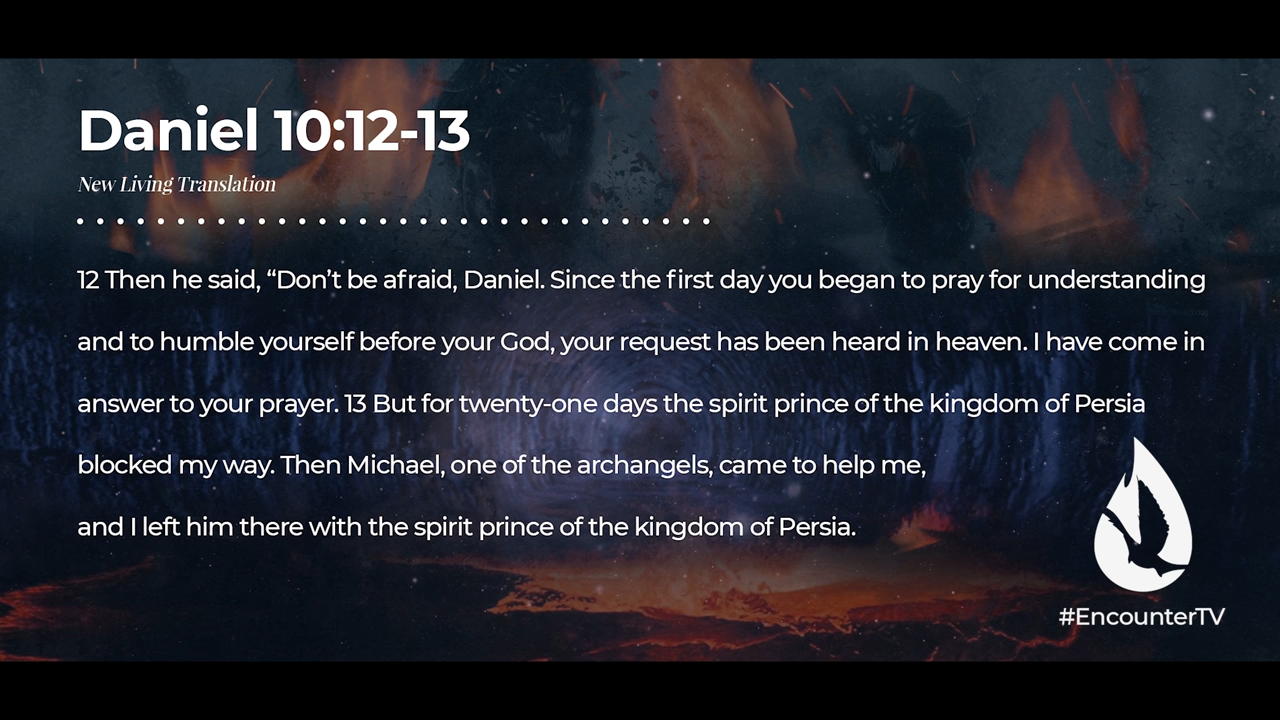 Daniel 10:12-13
New Living Translation
12 Then he said, “Don’t be afraid, Daniel. Since the first day you began to pray for understanding
and to humble yourself before your God, your request has been heard in heaven. I have come in
answer to your prayer. 13 But for twenty-one days the spirit prince of the kingdom of Persia
blocked my way. Then Michael, one of the archangels, came to help me,
and I left him there with the spirit prince of the kingdom of Persia.
#EncounterTV